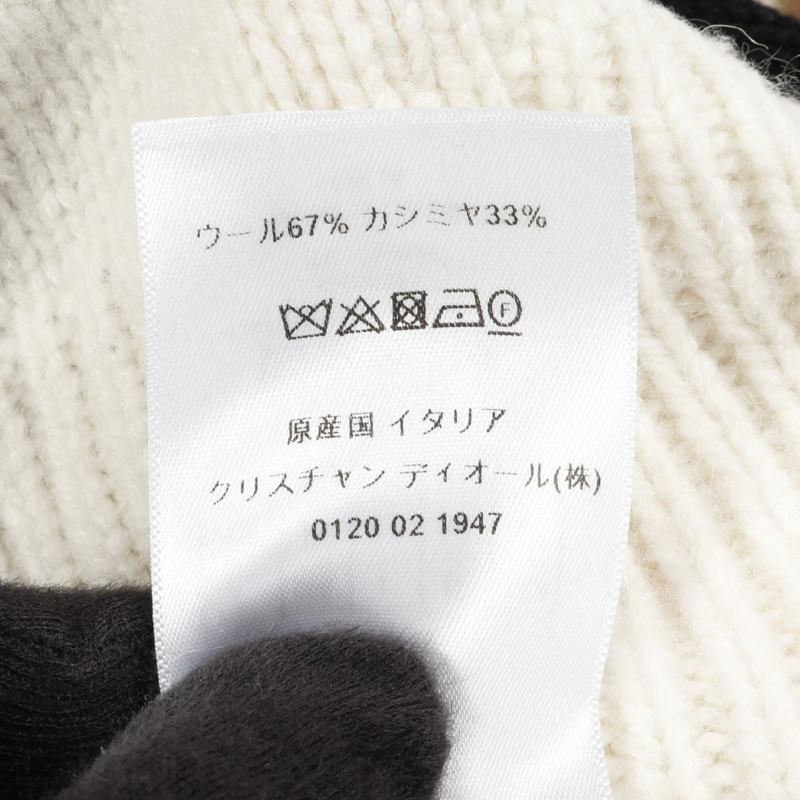 ウール67% カシミヤ33%
F
原産国 イタリア
クリスチャン ディオール(株)
0120 02 1947